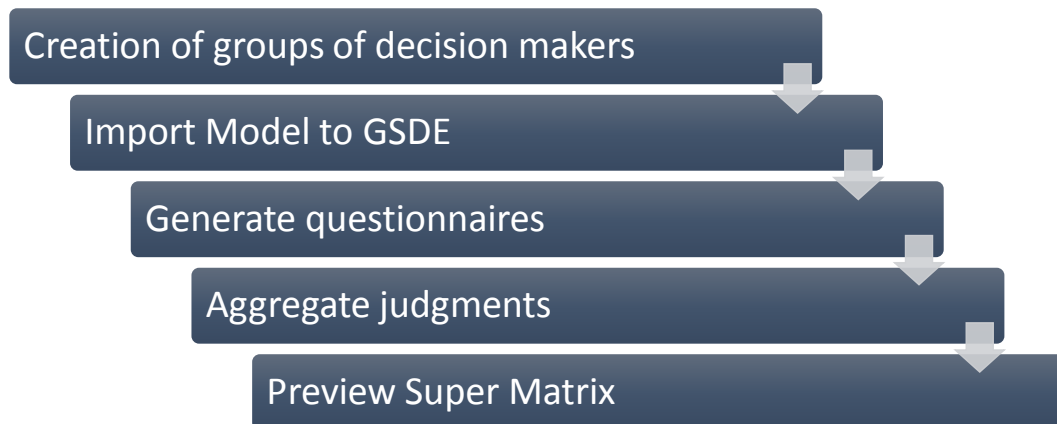 Creation of groups of decision makers
Import Model to GSDE
Generate questionnaires
Aggregate judgments
Preview Super Matrix